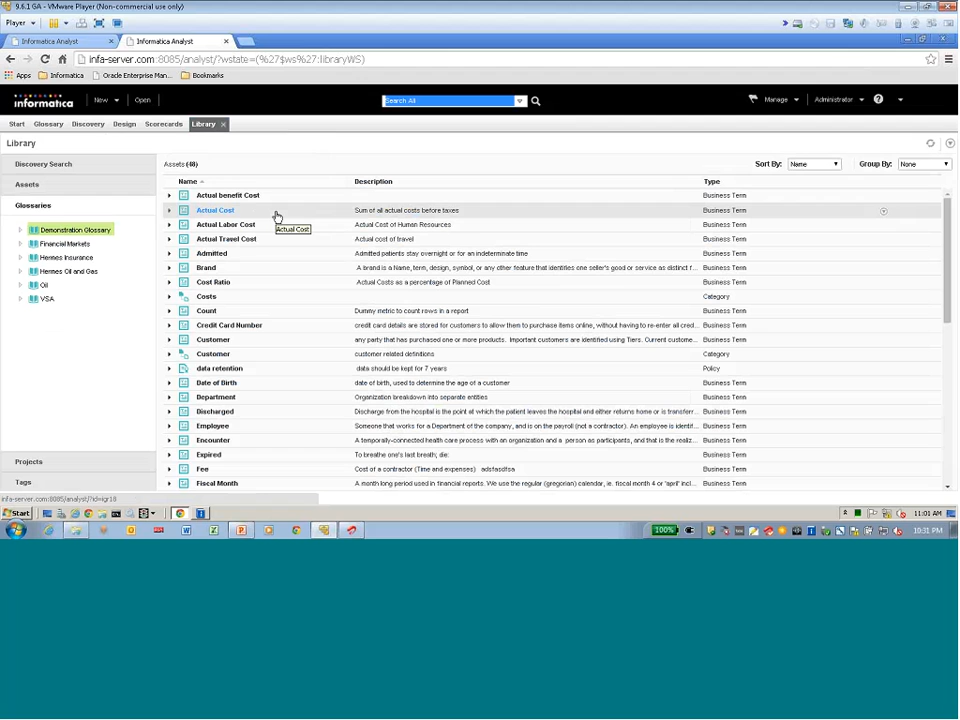 9.6.1 GA - VMware Player (Non-commercial use only)
Player
Informatica Analyst
Informatica Analyst
infa-server.com:8085/analyst/?wstate=(%27$ws%27:libraryWS)
Apps Informatica Oracle Enterprise Man... Bookmarks
informatica New Open Search All Manage Administrator
Start Glossary Discovery Design Scorecards Library
Library
Discovery Search
Assets
Glossaries
Demonstration Glossary
Financial Markets
Hermes Insurance
Hermes Oil and Gas
Oil
VSA
Projects
Tags
Assets (48) Sort By: Name Group By: None
Name Description Type
Actual benefit Cost Business Term
Actual Cost Sum of all actual costs before taxes Business Term
Actual Cost
Actual Labor Cost Actual Cost of Human Resources Business Term
Actual Travel Cost Actual cost of travel Business Term
Admitted Admitted patients stay overnight or for an indeterminate time Business Term
Brand A brand is a Name, term, design, symbol, or any other feature that identifies one seller's good or service as distinct f... Business Term
Cost Ratio Actual Costs as a percentage of Planned Cost Business Term
Costs Category
Count Dummy metric to count rows in a report Business Term
Credit Card Number credit card details are stored for customers to allow them to purchase items online, without having to re-enter all cred... Business Term
Customer any party that has purchased one or more products. Important customers are identified using Tiers. Current custome... Business Term
Customer customer related definitions Category
data retention data should be kept for 7 years Policy
Date of Birth date of birth, used to determine the age of a customer Business Term
Department Organization breakdown into separate entities Business Term
Discharged Discharge from the hospital is the point at which the patient leaves the hospital and either returns home or is transferr... Business Term
Employee Someone that works for a Department of the company, and is on the payroll (not a contractor). An employee is identif... Business Term
Encounter A temporally-connected health care process with an organization and a person as participants, and that is the realiz... Business Term
Expired To breathe one's last breath; die: Business Term
Fee Cost of a contractor (Time and expenses) adsfasdfsa Business Term
Fiscal Month A month long period used in financial reports. We use the regular (gregorian) calendar, ie. fiscal month 4 or 'april' incl... Business Term
infa-server.com:8085/analyst/?id=igr18
Start 11:01 AM
100% 10:31 PM